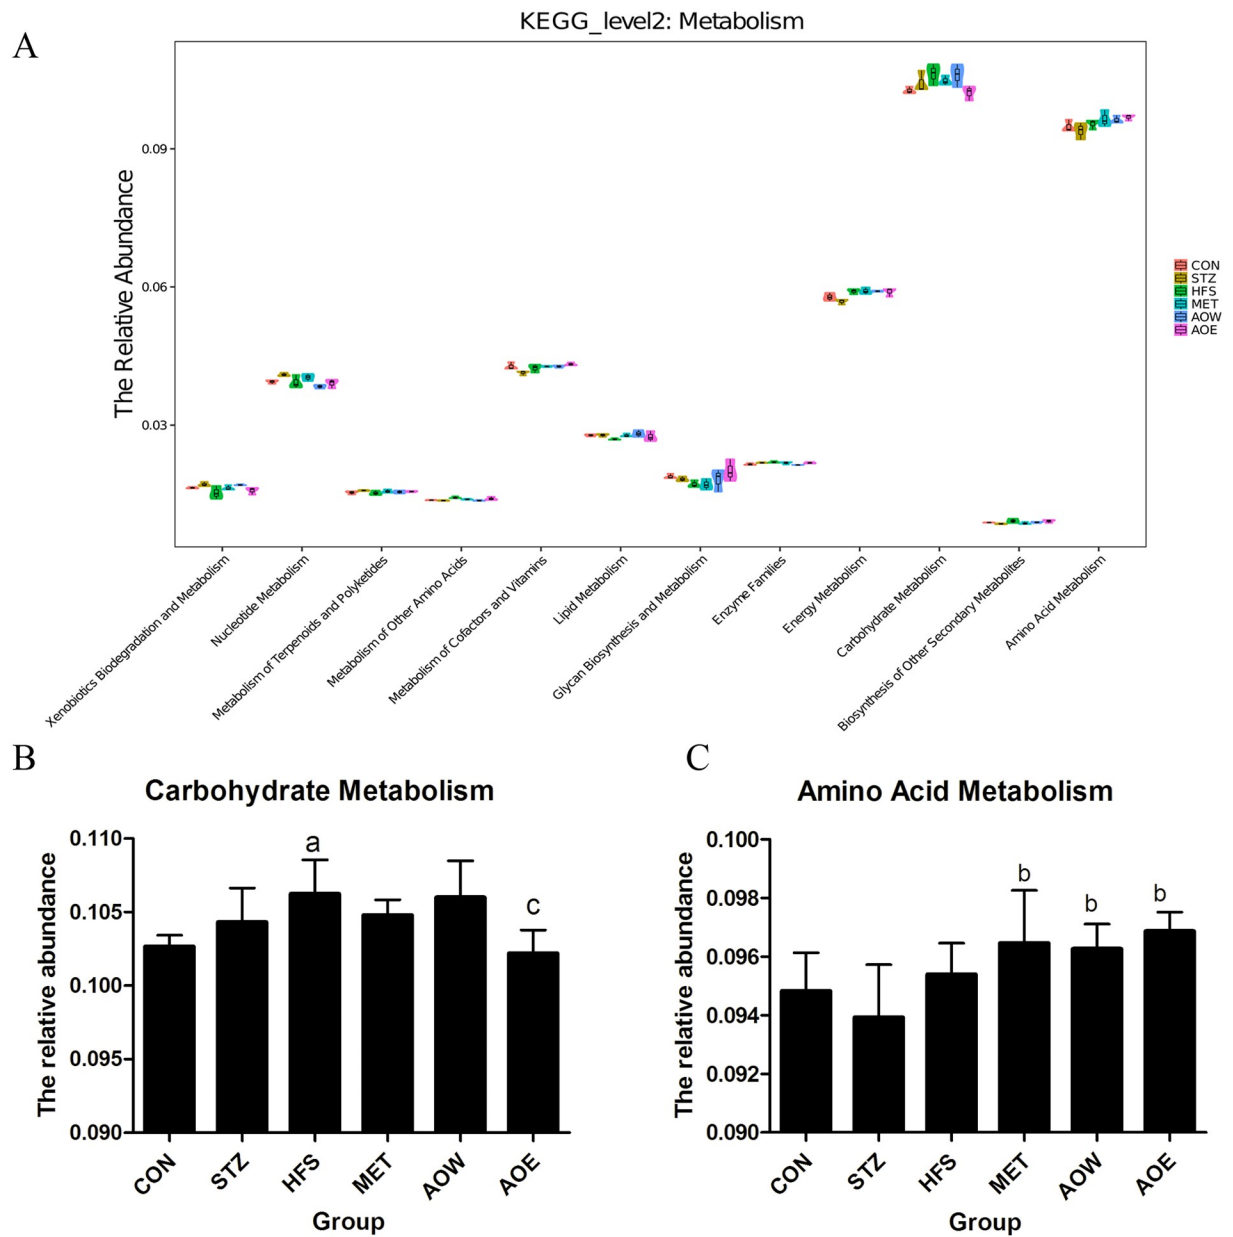 A
KEGG_level2: Metabolism
The Relative Abundance
0.09
0.06
0.03
CON
STZ
HFS
MET
AOW
AOE
Xenobiotics Biodegradation and Metabolism
Nucleotide Metabolism
Metabolism of Terpenoids and Polyketides
Metabolism of Other Amino Acids
Metabolism of Cofactors and Vitamins
Lipid Metabolism
Glycan Biosynthesis and Metabolism
Enzyme Families
Energy Metabolism
Carbohydrate Metabolism
Biosynthesis of Other Secondary Metabolites
Amino Acid Metabolism
B
Carbohydrate Metabolism
The relative abundance
0.110
0.105
0.100
0.095
0.090
a
c
CON
STZ
HFS
MET
AOW
AOE
Group
C
Amino Acid Metabolism
The relative abundance
0.100
0.098
0.096
0.094
0.092
0.090
b
b
b
CON
STZ
HFS
MET
AOW
AOE
Group